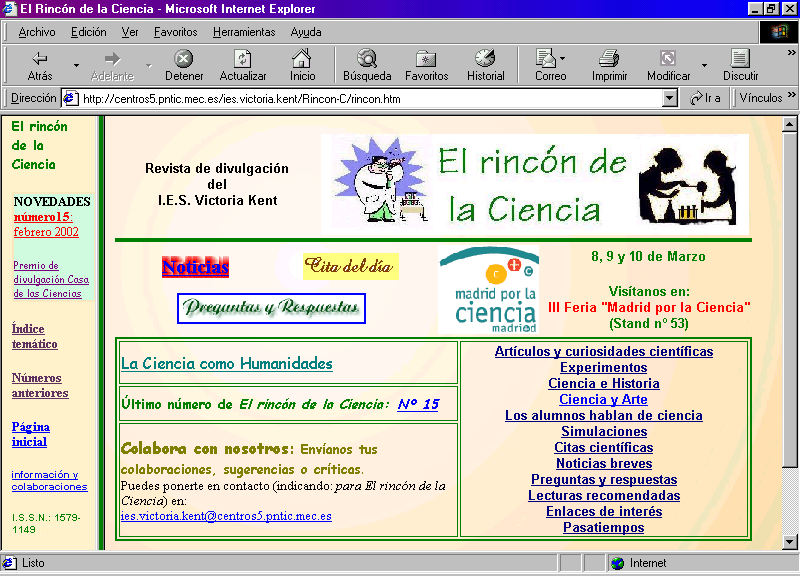 El Rincón de la Ciencia - Microsoft Internet Explorer
Archivo Edición Ver Favoritos Herramientas Ayuda
Atrás Adelante Detener Actualizar Inicio Búsqueda Favoritos Historial Correo Imprimir Modificar Discutir
Dirección http://centros5.pntic.mec.es/ies.victoria.kent/Rincon-C/rincon.htm Ir a Vínculos
El rincón
de la
Ciencia
NOVEDADES
número15:
febrero 2002
Premio de
divulgación Casa
de las Ciencias
Índice
temático
Números
anteriores
Página
inicial
información y
colaboraciones
I.S.S.N.: 1579-
1149
Revista de divulgación
del
I.E.S. Victoria Kent
El rincón de
la Ciencia
Noticias
Cita del día
Preguntas y Respuestas
madrid por la
ciencia
madri+d
8, 9 y 10 de Marzo
Visítanos en:
III Feria "Madrid por la Ciencia"
(Stand nº 53)
La Ciencia como Humanidades
Último número de El rincón de la Ciencia: Nº 15
Colabora con nosotros: Envíanos tus
colaboraciones, sugerencias o críticas.
Puedes ponerte en contacto (indicando: para El rincón de la
Ciencia) en:
ies.victoria.kent@centros5.pntic.mec.es
Artículos y curiosidades científicas
Experimentos
Ciencia e Historia
Ciencia y Arte
Los alumnos hablan de ciencia
Simulaciones
Citas científicas
Noticias breves
Preguntas y respuestas
Lecturas recomendadas
Enlaces de interés
Pasatiempos
Listo Internet